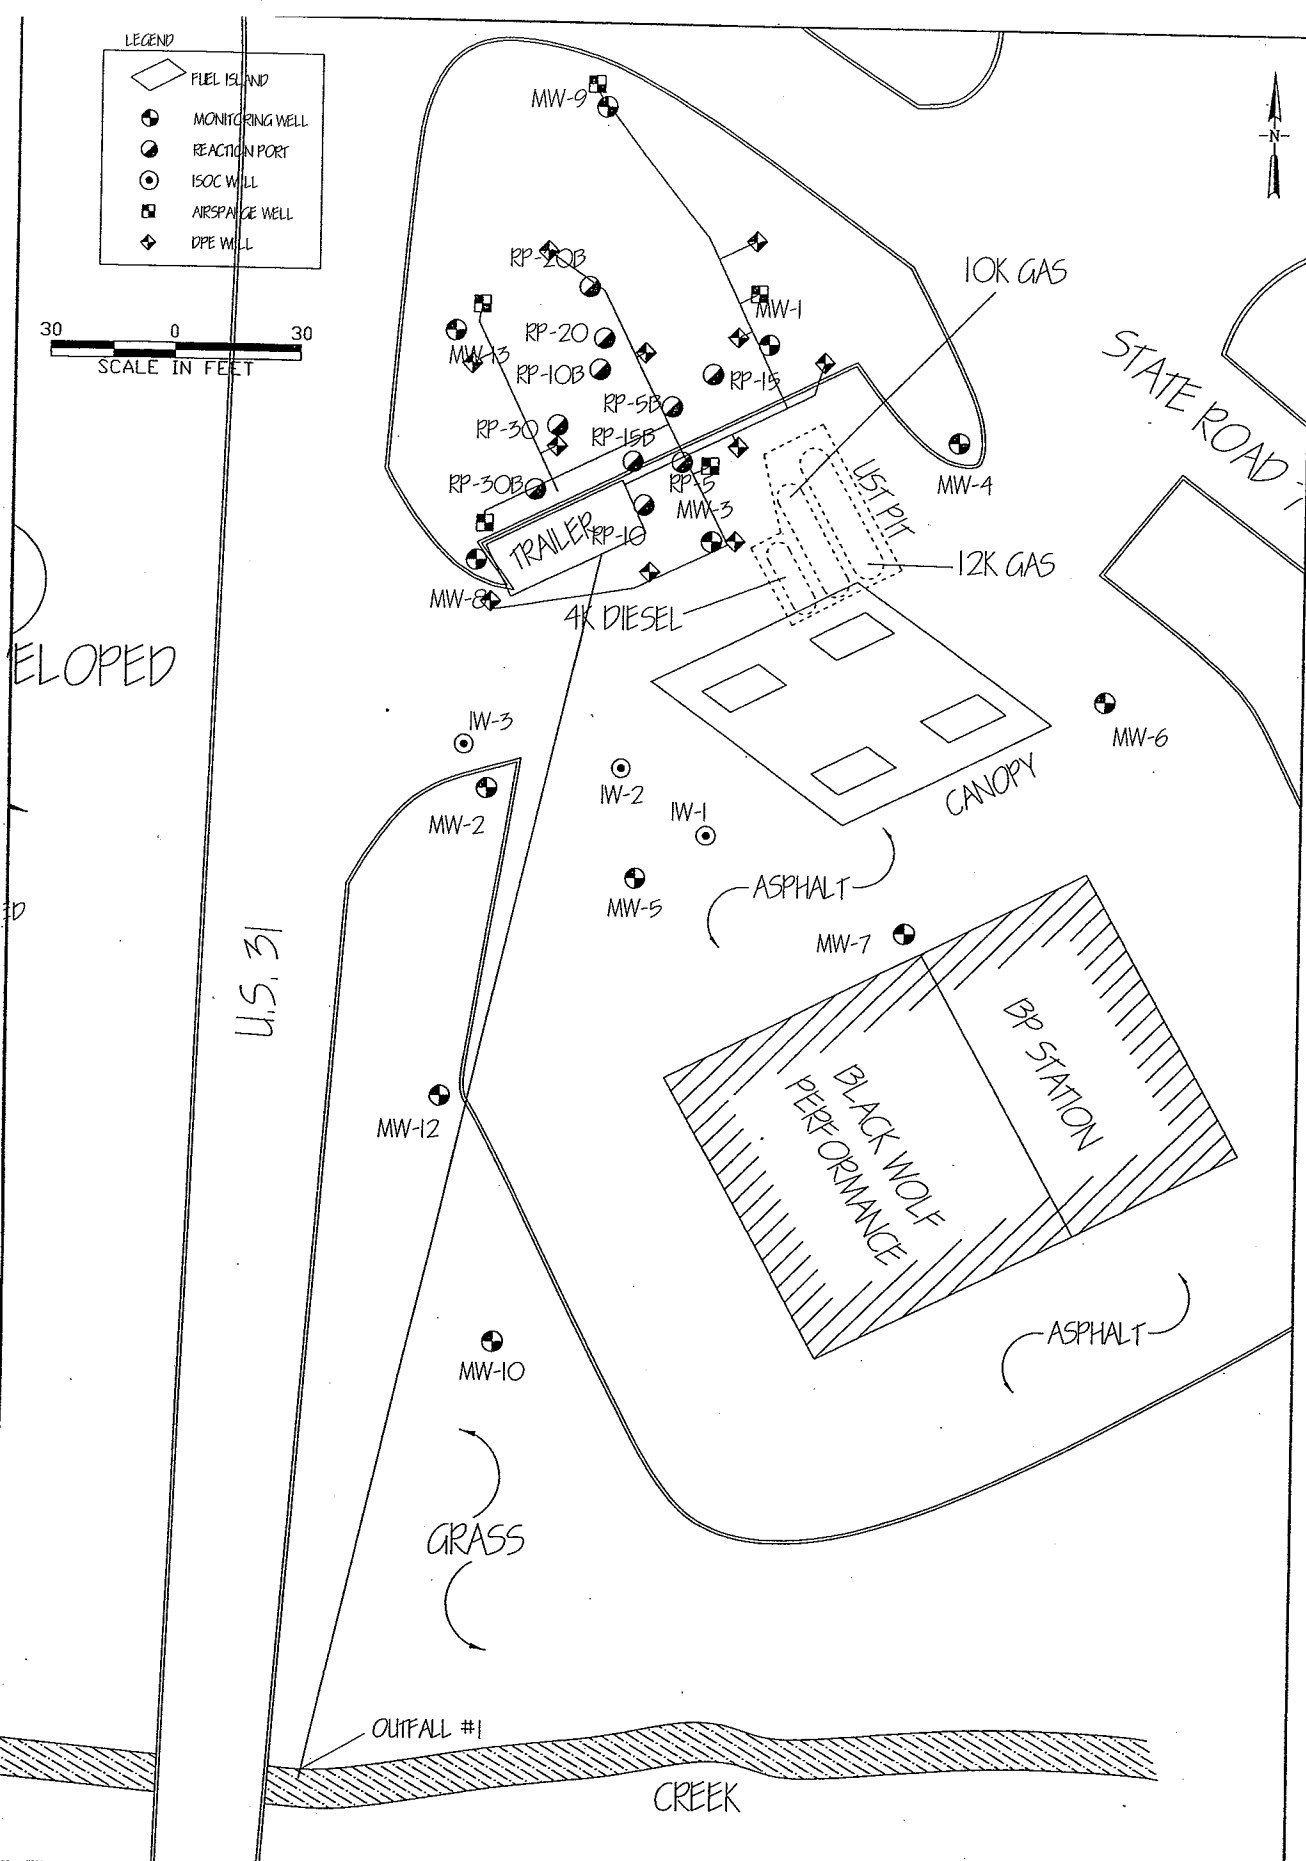 LEGEND
FUEL ISLAND
MONITORING WELL
REACTION PORT
ISOC WELL
AIRSPARGE WELL
DPE WELL
30 0 30
SCALE IN FEET
N
MW-9
RP-20B
10K GAS
MW-1
RP-20
MW-13
RP-10B
RP-15
STATE ROAD
RP-5B
RP-30
RP-15B
RP-30B
RP-5
MW-4
UST PIT
MW-3
TRAILER
RP-10
12K GAS
MW-8
4K DIESEL
ELOPED
IW-3
MW-6
IW-2
CANOPY
IW-1
MW-2
ASPHALT
MW-5
ED
MW-7
U.S. 31
BP STATION
BLACK WOLF
PERFORMANCE
MW-12
ASPHALT
MW-10
GRASS
OUTFALL #1
CREEK